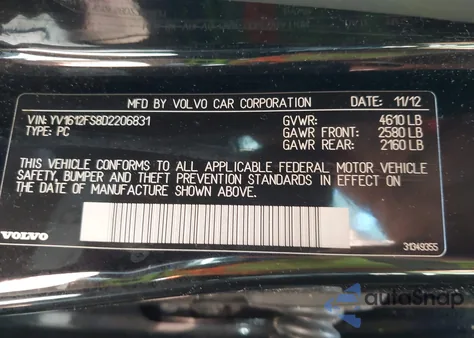 MFD BY VOLVO CAR CORPORATION 11/12
VIN: YV1612FS8D2206831 GVWR: 4610 LB
TYPE: PC GAWR FRONT: 2580 LB
GAWR REAR: 2160 LB
THIS VEHICLE CONFORMS TO ALL APPLICABLE FEDERAL MOTOR VEHICLE
SAFETY, BUMPER AND THEFT PREVENTION STANDARDS IN EFFECT ON
THE DATE OF MANUFACTURE SHOWN ABOVE.
VOLVO 31349355
autoSnap